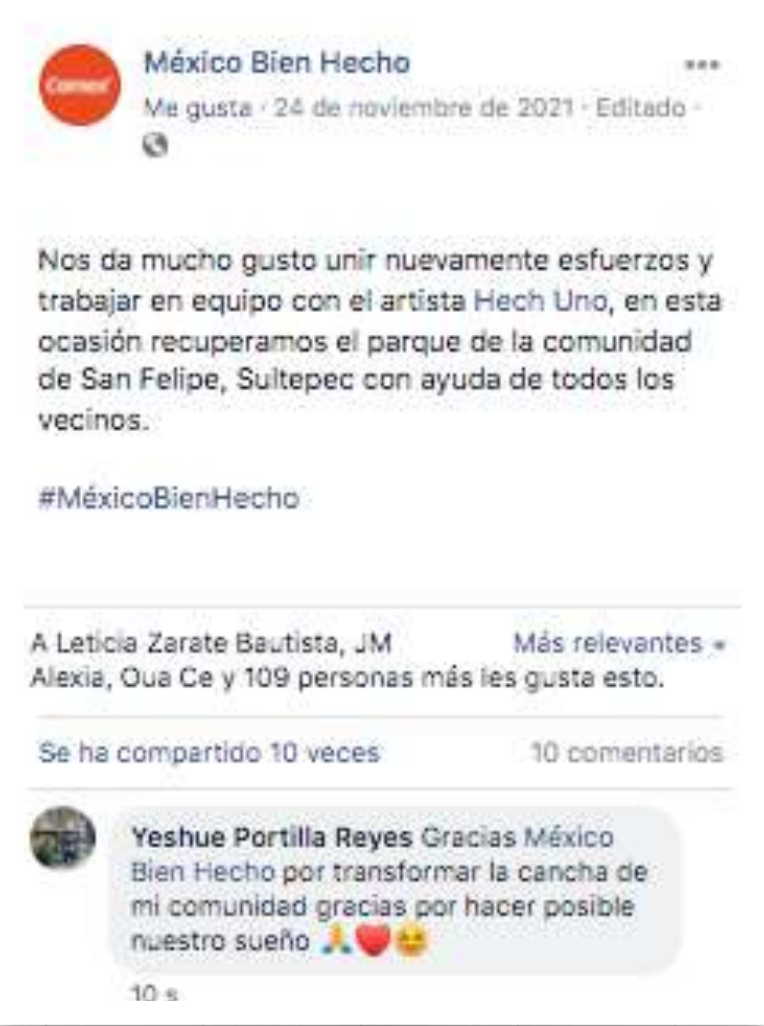 Comex
México Bien Hecho
Me gusta · 24 de noviembre de 2021 · Editado ·
Nos da mucho gusto unir nuevamente esfuerzos y
trabajar en equipo con el artista Hech Uno, en esta
ocasión recuperamos el parque de la comunidad
de San Felipe, Sultepec con ayuda de todos los
vecinos.
#MéxicoBienHecho
A Leticia Zarate Bautista, JM
Alexia, Oua Ce y 109 personas más les gusta esto.
Más relevantes
Se ha compartido 10 veces
10 comentarios
Yeshue Portilla Reyes Gracias México
Bien Hecho por transformar la cancha de
mi comunidad gracias por hacer posible
nuestro sueño 🙏❤️😆
10 s